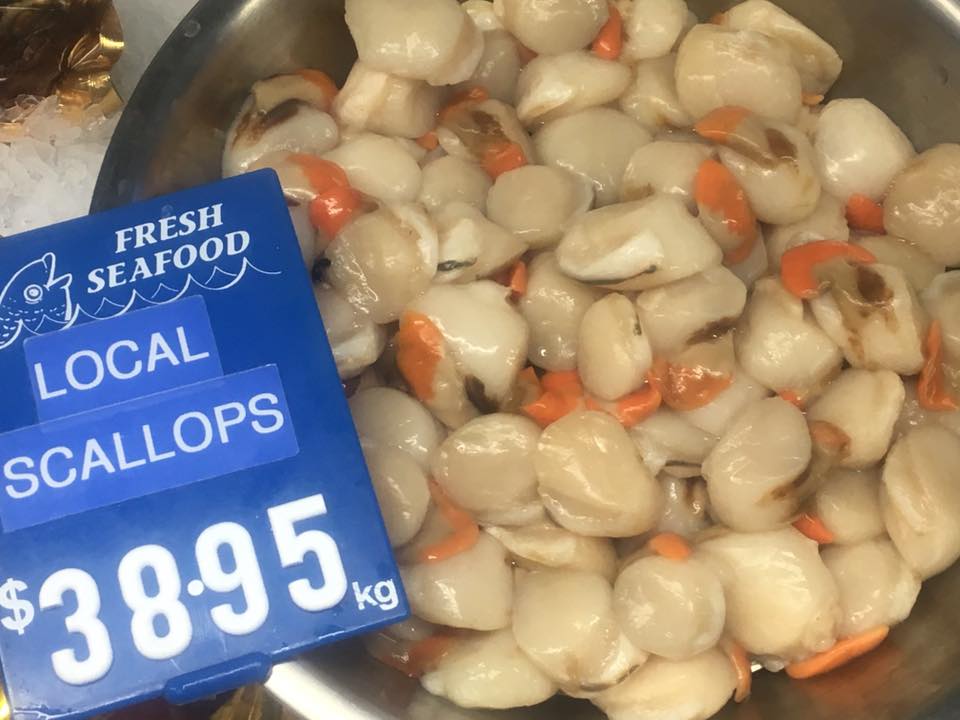 FRESH
SEAFOOD
LOCAL
SCALLOPS
$38.95kg